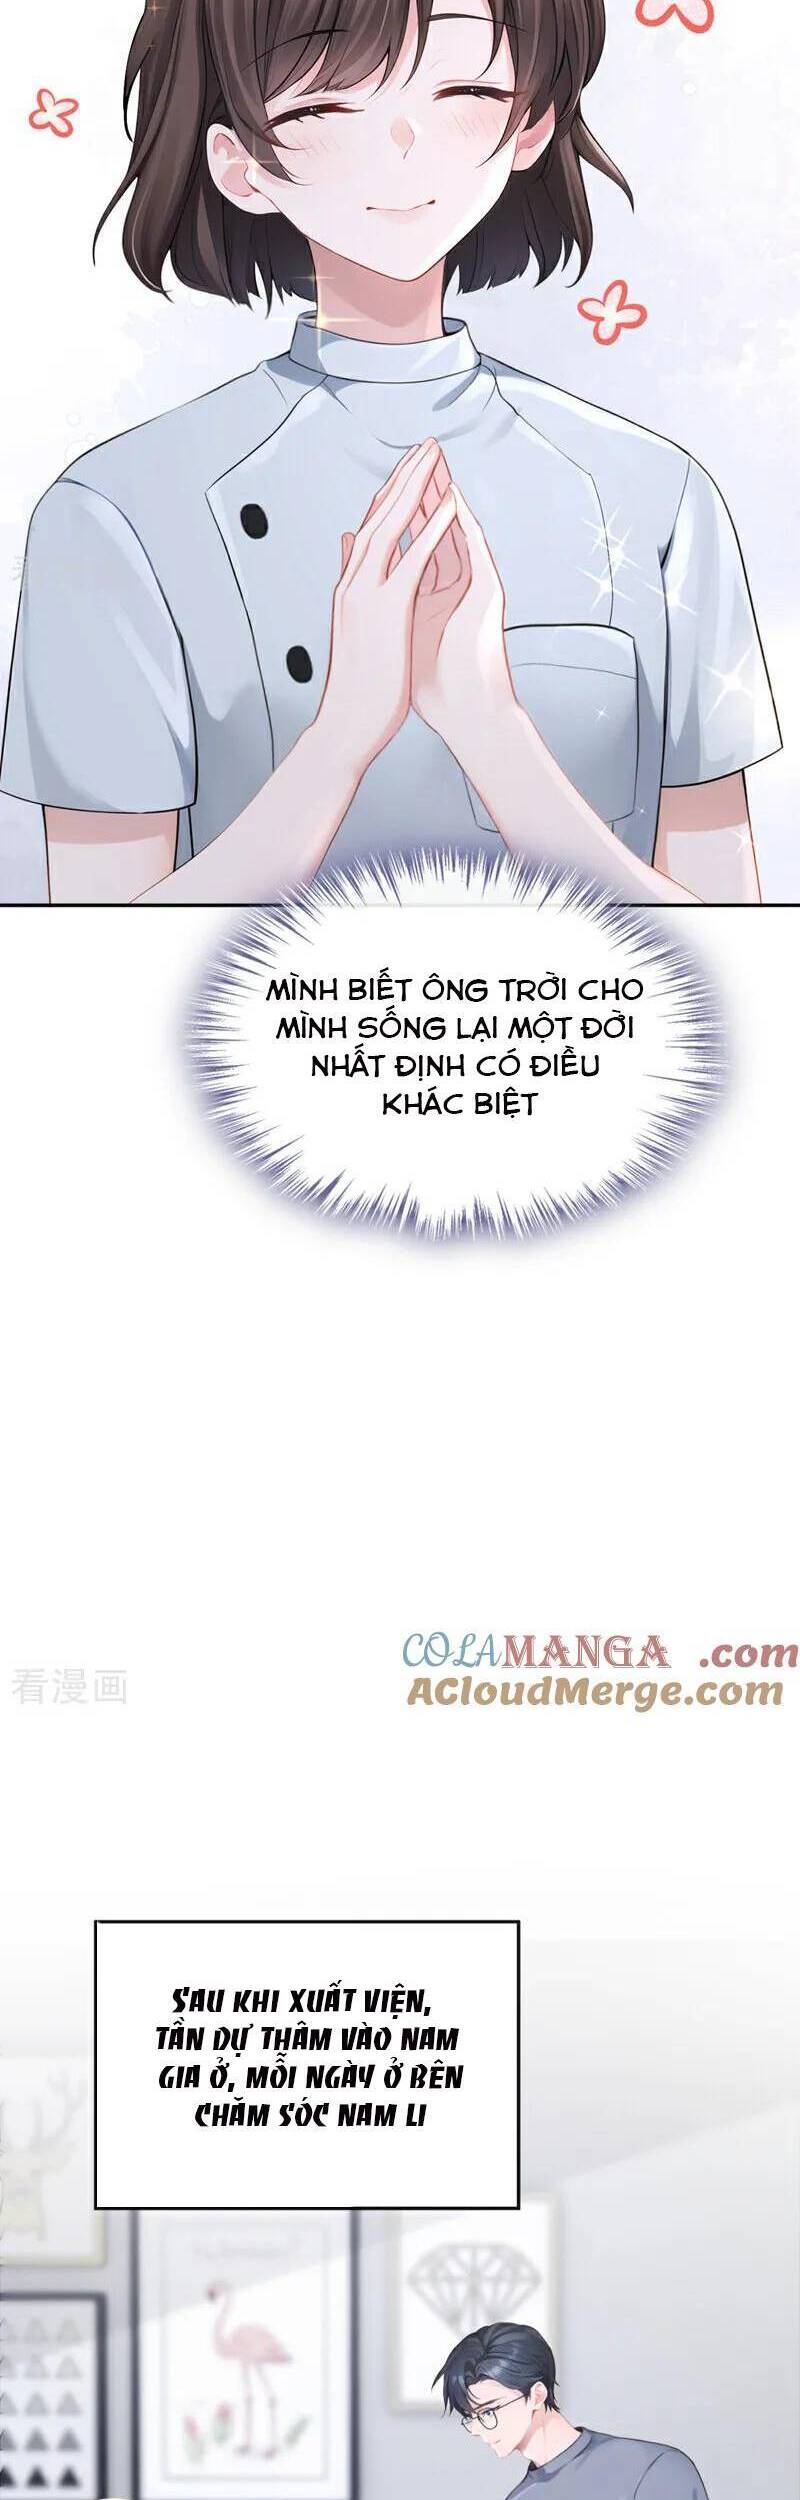 MÌNH BIẾT ÔNG TRỜI CHO
MÌNH SỐNG LẠI MỘT ĐỜI
NHẤT ĐỊNH CÓ ĐIỀU
KHÁC BIỆT
COLAMANGA .com
看漫画
ACloudMerge.com
SAU KHI XUẤT VIỆN,
TẦN DỰ THÂM VÀO NAM
GIA Ở, MỖI NGÀY Ở BÊN
CHĂM SÓC NAM LI